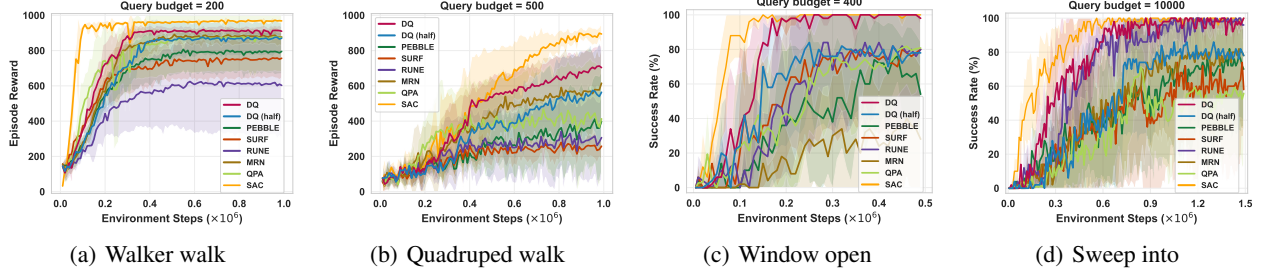 Query budget = 200
Episode Reward
1000
800
600
400
200
0
DQ
DQ (half)
PEBBLE
SURF
RUNE
MRN
QPA
SAC
0.0 0.2 0.4 0.6 0.8 1.0
Environment Steps (×10⁶)
(a) Walker walk
Query budget = 500
Episode Reward
1000
800
600
400
200
0
DQ
DQ (half)
PEBBLE
SURF
RUNE
MRN
QPA
SAC
0.0 0.2 0.4 0.6 0.8 1.0
Environment Steps (×10⁶)
(b) Quadruped walk
Query budget = 400
Success Rate (%)
100
80
60
40
20
0
DQ
DQ (half)
PEBBLE
SURF
RUNE
MRN
QPA
SAC
0.0 0.1 0.2 0.3 0.4 0.5
Environment Steps (×10⁶)
(c) Window open
Query budget = 10000
Success Rate (%)
100
80
60
40
20
0
DQ
DQ (half)
PEBBLE
SURF
RUNE
MRN
QPA
SAC
0.0 0.3 0.6 0.9 1.2 1.5
Environment Steps (×10⁶)
(d) Sweep into